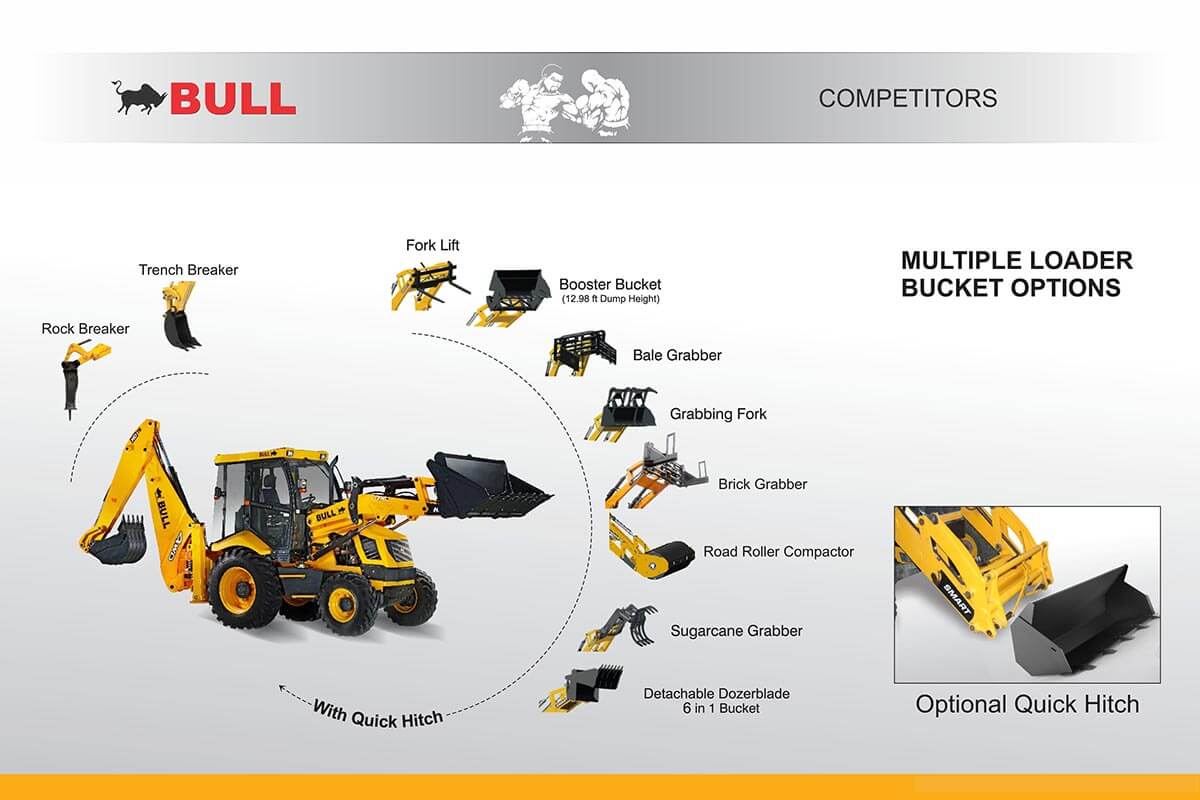 BULL
COMPETITORS
MULTIPLE LOADER
BUCKET OPTIONS
Fork Lift
Trench Breaker
Booster Bucket
(12.98 ft Dump Height)
Rock Breaker
Bale Grabber
Grabbing Fork
Brick Grabber
Road Roller Compactor
Sugarcane Grabber
Detachable Dozerblade
6 in 1 Bucket
With Quick Hitch
BULL
BULL
BULL
SMART
Optional Quick Hitch